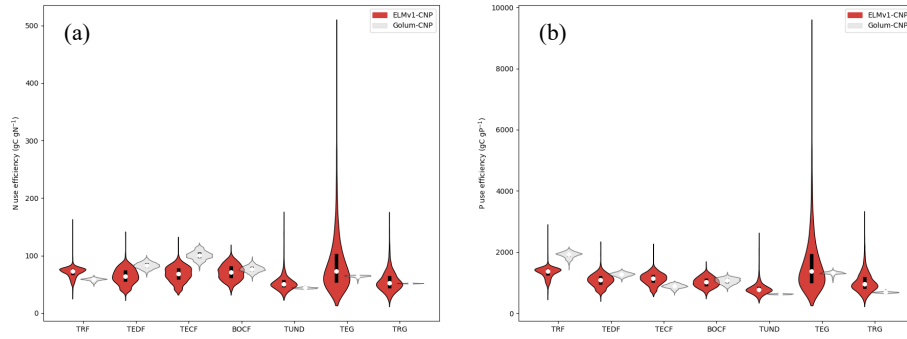 (a)
ELMv1-CNP
Golum-CNP
N use efficiency (gC gN⁻¹)
500
400
300
200
100
0
TRF TEDF TECF BOCF TUND TEG TRG
(b)
ELMv1-CNP
Golum-CNP
P use efficiency (gC gP⁻¹)
10000
8000
6000
4000
2000
0
TRF TEDF TECF BOCF TUND TEG TRG